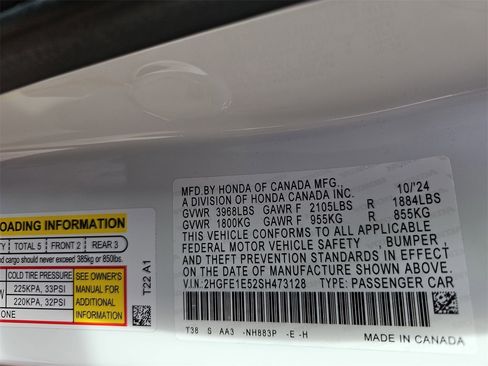 MFD.BY HONDA OF CANADA MFG. 10/'24
A DIVISION OF HONDA CANADA INC.
GVWR 3968LBS GAWR F 2105LBS R 1884LBS
GVWR 1800KG GAWR F 955KG R 855KG
THIS VEHICLE CONFORMS TO ALL APPLICABLE
FEDERAL MOTOR VEHICLE SAFETY , BUMPER ,
AND THEFT PREVENTION STANDARDS IN EFFECT
ON THE DATE OF MANUFACTURE SHOWN ABOVE.
V.I.N:2HGFE1E52SH473128 TYPE: PASSENGER CAR
T38 S AA3 -NH883P -E -H
MADE IN CANADA
OADING INFORMATION
TY TOTAL 5 FRONT 2 REAR 3
nd cargo should never exceed 385kg or 850lbs.
COLD TIRE PRESSURE
225KPA, 33PSI
220KPA, 32PSI
ONE
SEE OWNER'S
MANUAL FOR
ADDITIONAL
INFORMATION
T22 A1